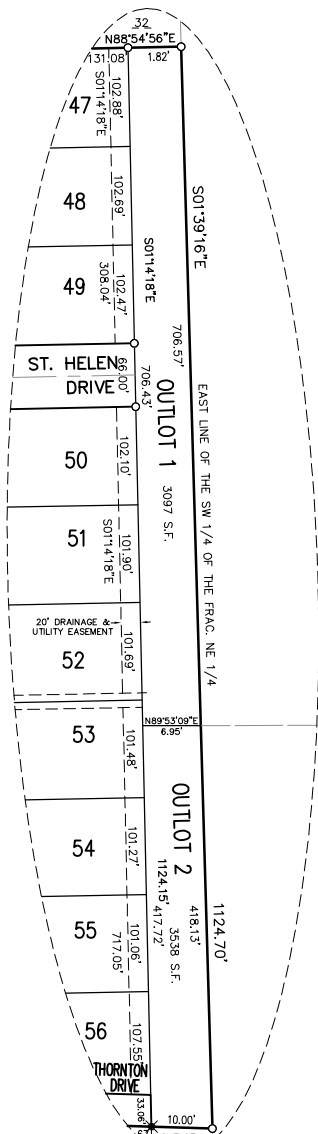 32
N88°54'56"E
131.08'
1.82'
47
102.88'
S01°14'18"E
48
102.69'
49
102.47'
308.04'
S01°14'18"E
S01°39'16"E
ST. HELEN
DRIVE
66.00'
706.43'
706.57'
OUTLOT 1
3097 S.F.
EAST LINE OF THE SW 1/4 OF THE FRAC. NE 1/4
50
102.10'
51
101.90'
S01°14'18"E
20' DRAINAGE &
UTILITY EASEMENT
52
101.69'
53
101.48'
N89°53'09"E
6.95'
OUTLOT 2
3538 S.F.
1124.15'
417.72'
418.13'
1124.70'
54
101.27'
55
101.06'
717.05'
56
107.55'
THORNTON
DRIVE
33.06'
10.00'